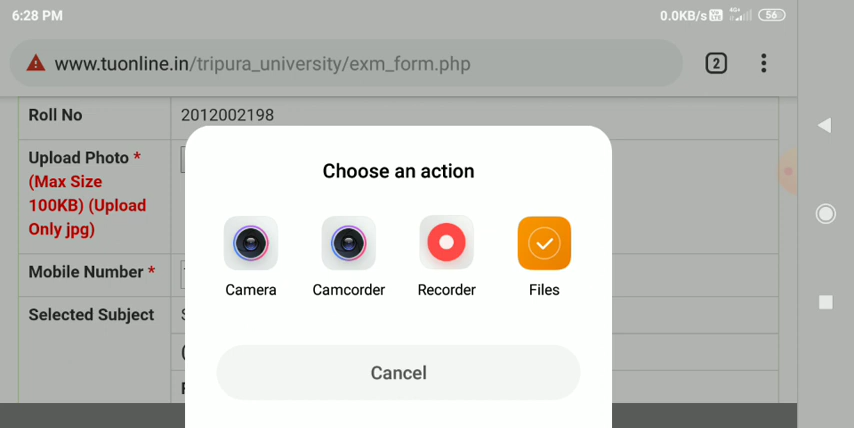 6:28 PM 0.0KB/s 4G+ 56
www.tuonline.in/tripura_university/exm_form.php 2
Roll No 2012002198
Upload Photo *
(Max Size
100KB) (Upload
Only jpg)
Mobile Number *
Selected Subject
Choose an action
Camera Camcorder Recorder Files
Cancel